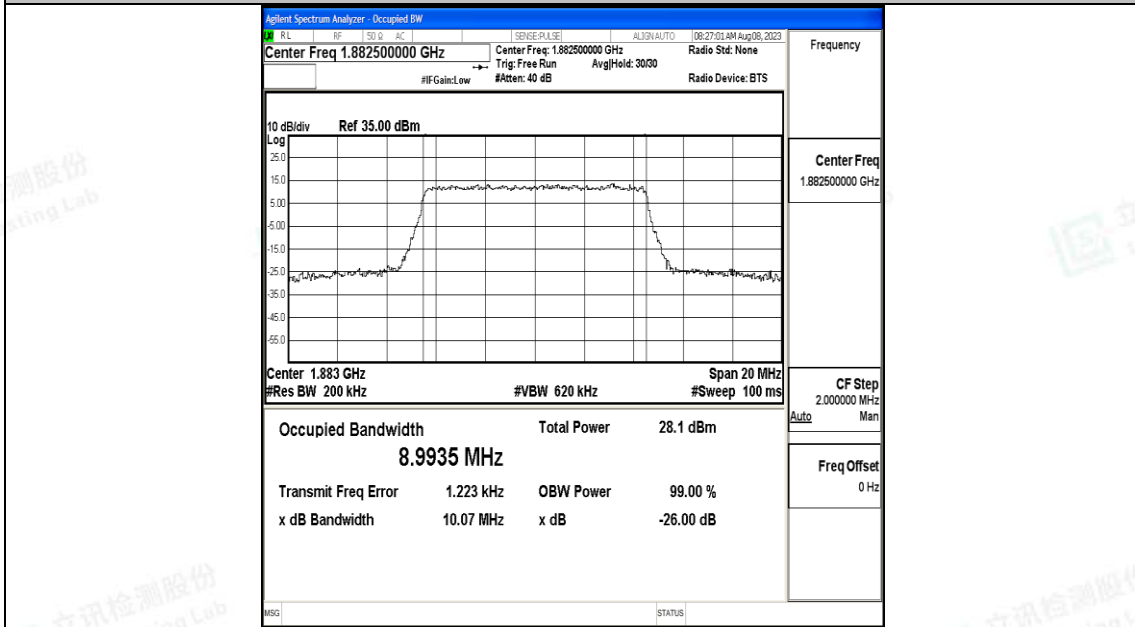 Agilent Spectrum Analyzer - Occupied BW
RL RF 50 Ω AC SENSE:PULSE ALIGN AUTO 08:27:01 AM Aug 08, 2023
Center Freq 1.882500000 GHz
Center Freq: 1.882500000 GHz Radio Std: None
Trig: Free Run Avg|Hold: 30/30
#IFGain:Low #Atten: 40 dB Radio Device: BTS
Frequency
10 dB/div Ref 35.00 dBm
Log
25.0
15.0
5.00
-5.00
-15.0
-25.0
-35.0
-45.0
-55.0
Center 1.883 GHz Span 20 MHz
#Res BW 200 kHz #VBW 620 kHz #Sweep 100 ms
Center Freq
1.882500000 GHz
CF Step
2.000000 MHz
Auto Man
Freq Offset
0 Hz
Occupied Bandwidth Total Power 28.1 dBm
8.9935 MHz
Transmit Freq Error 1.223 kHz OBW Power 99.00 %
x dB Bandwidth 10.07 MHz x dB -26.00 dB
MSG STATUS
立讯检测股份